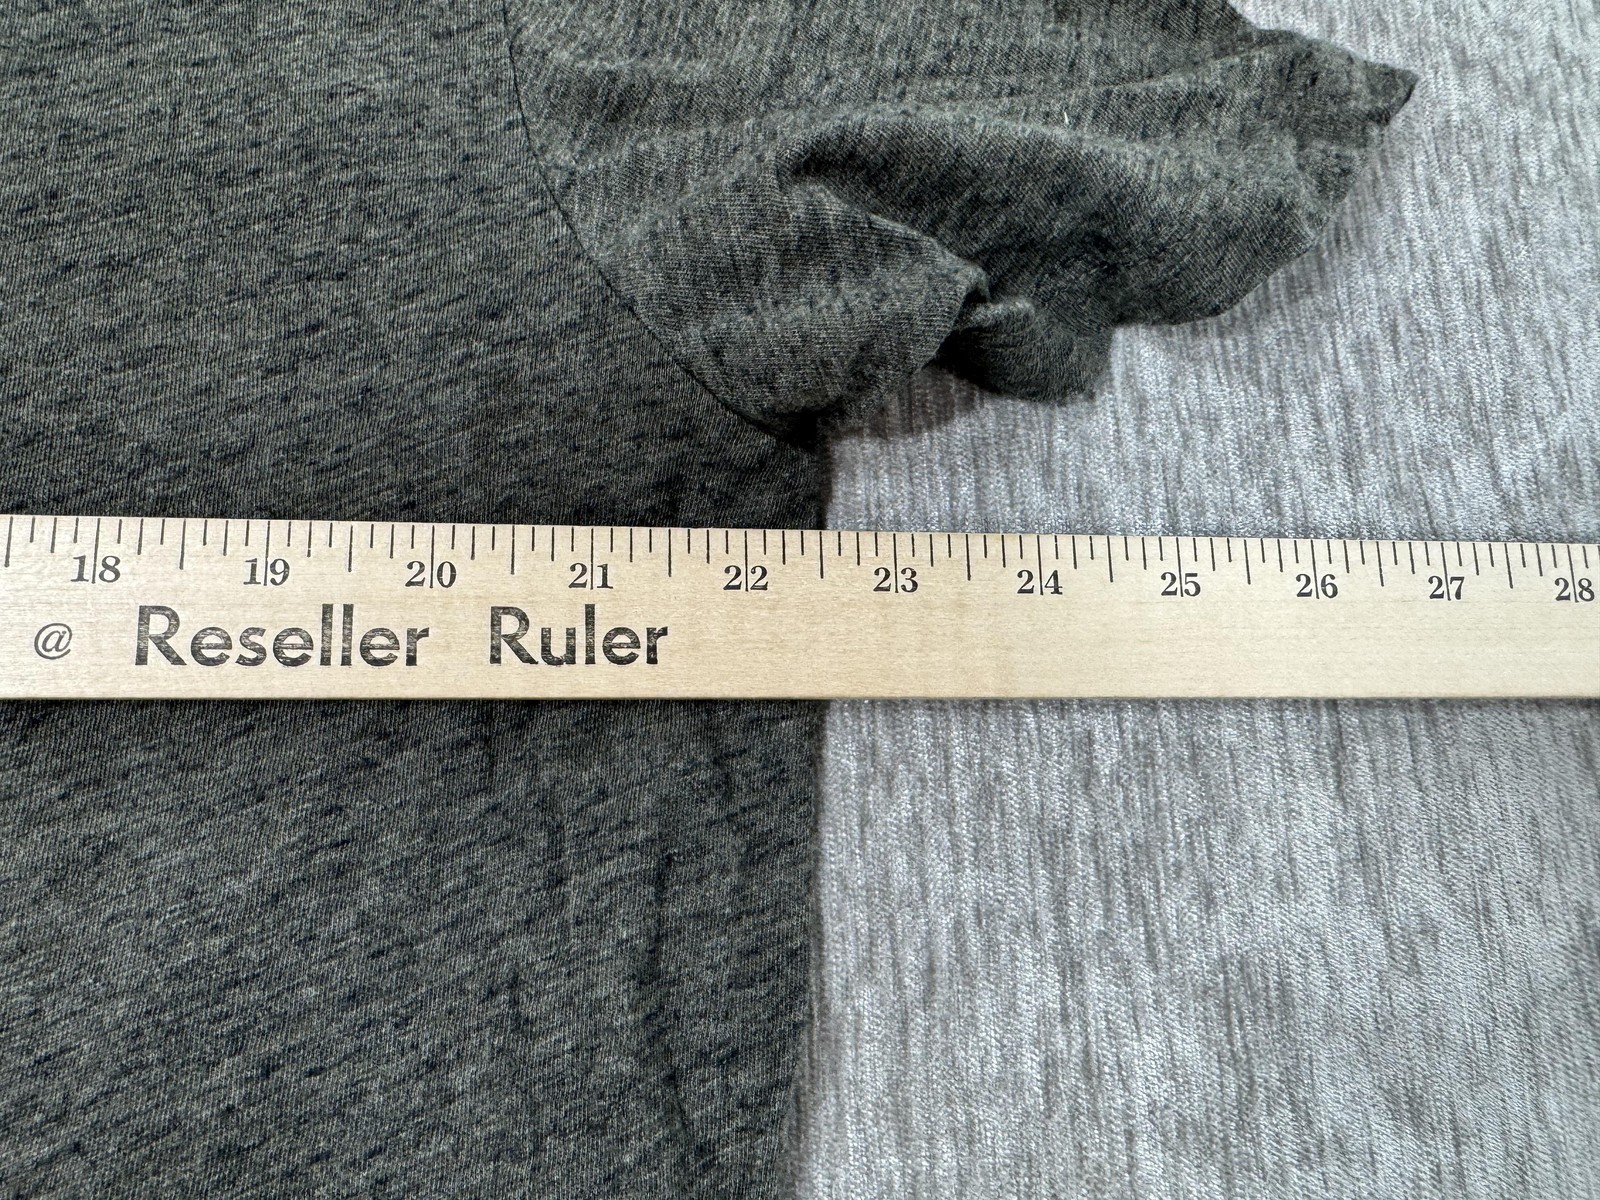 18 19 20 21 22 23 24 25 26 27 28
@ Reseller Ruler